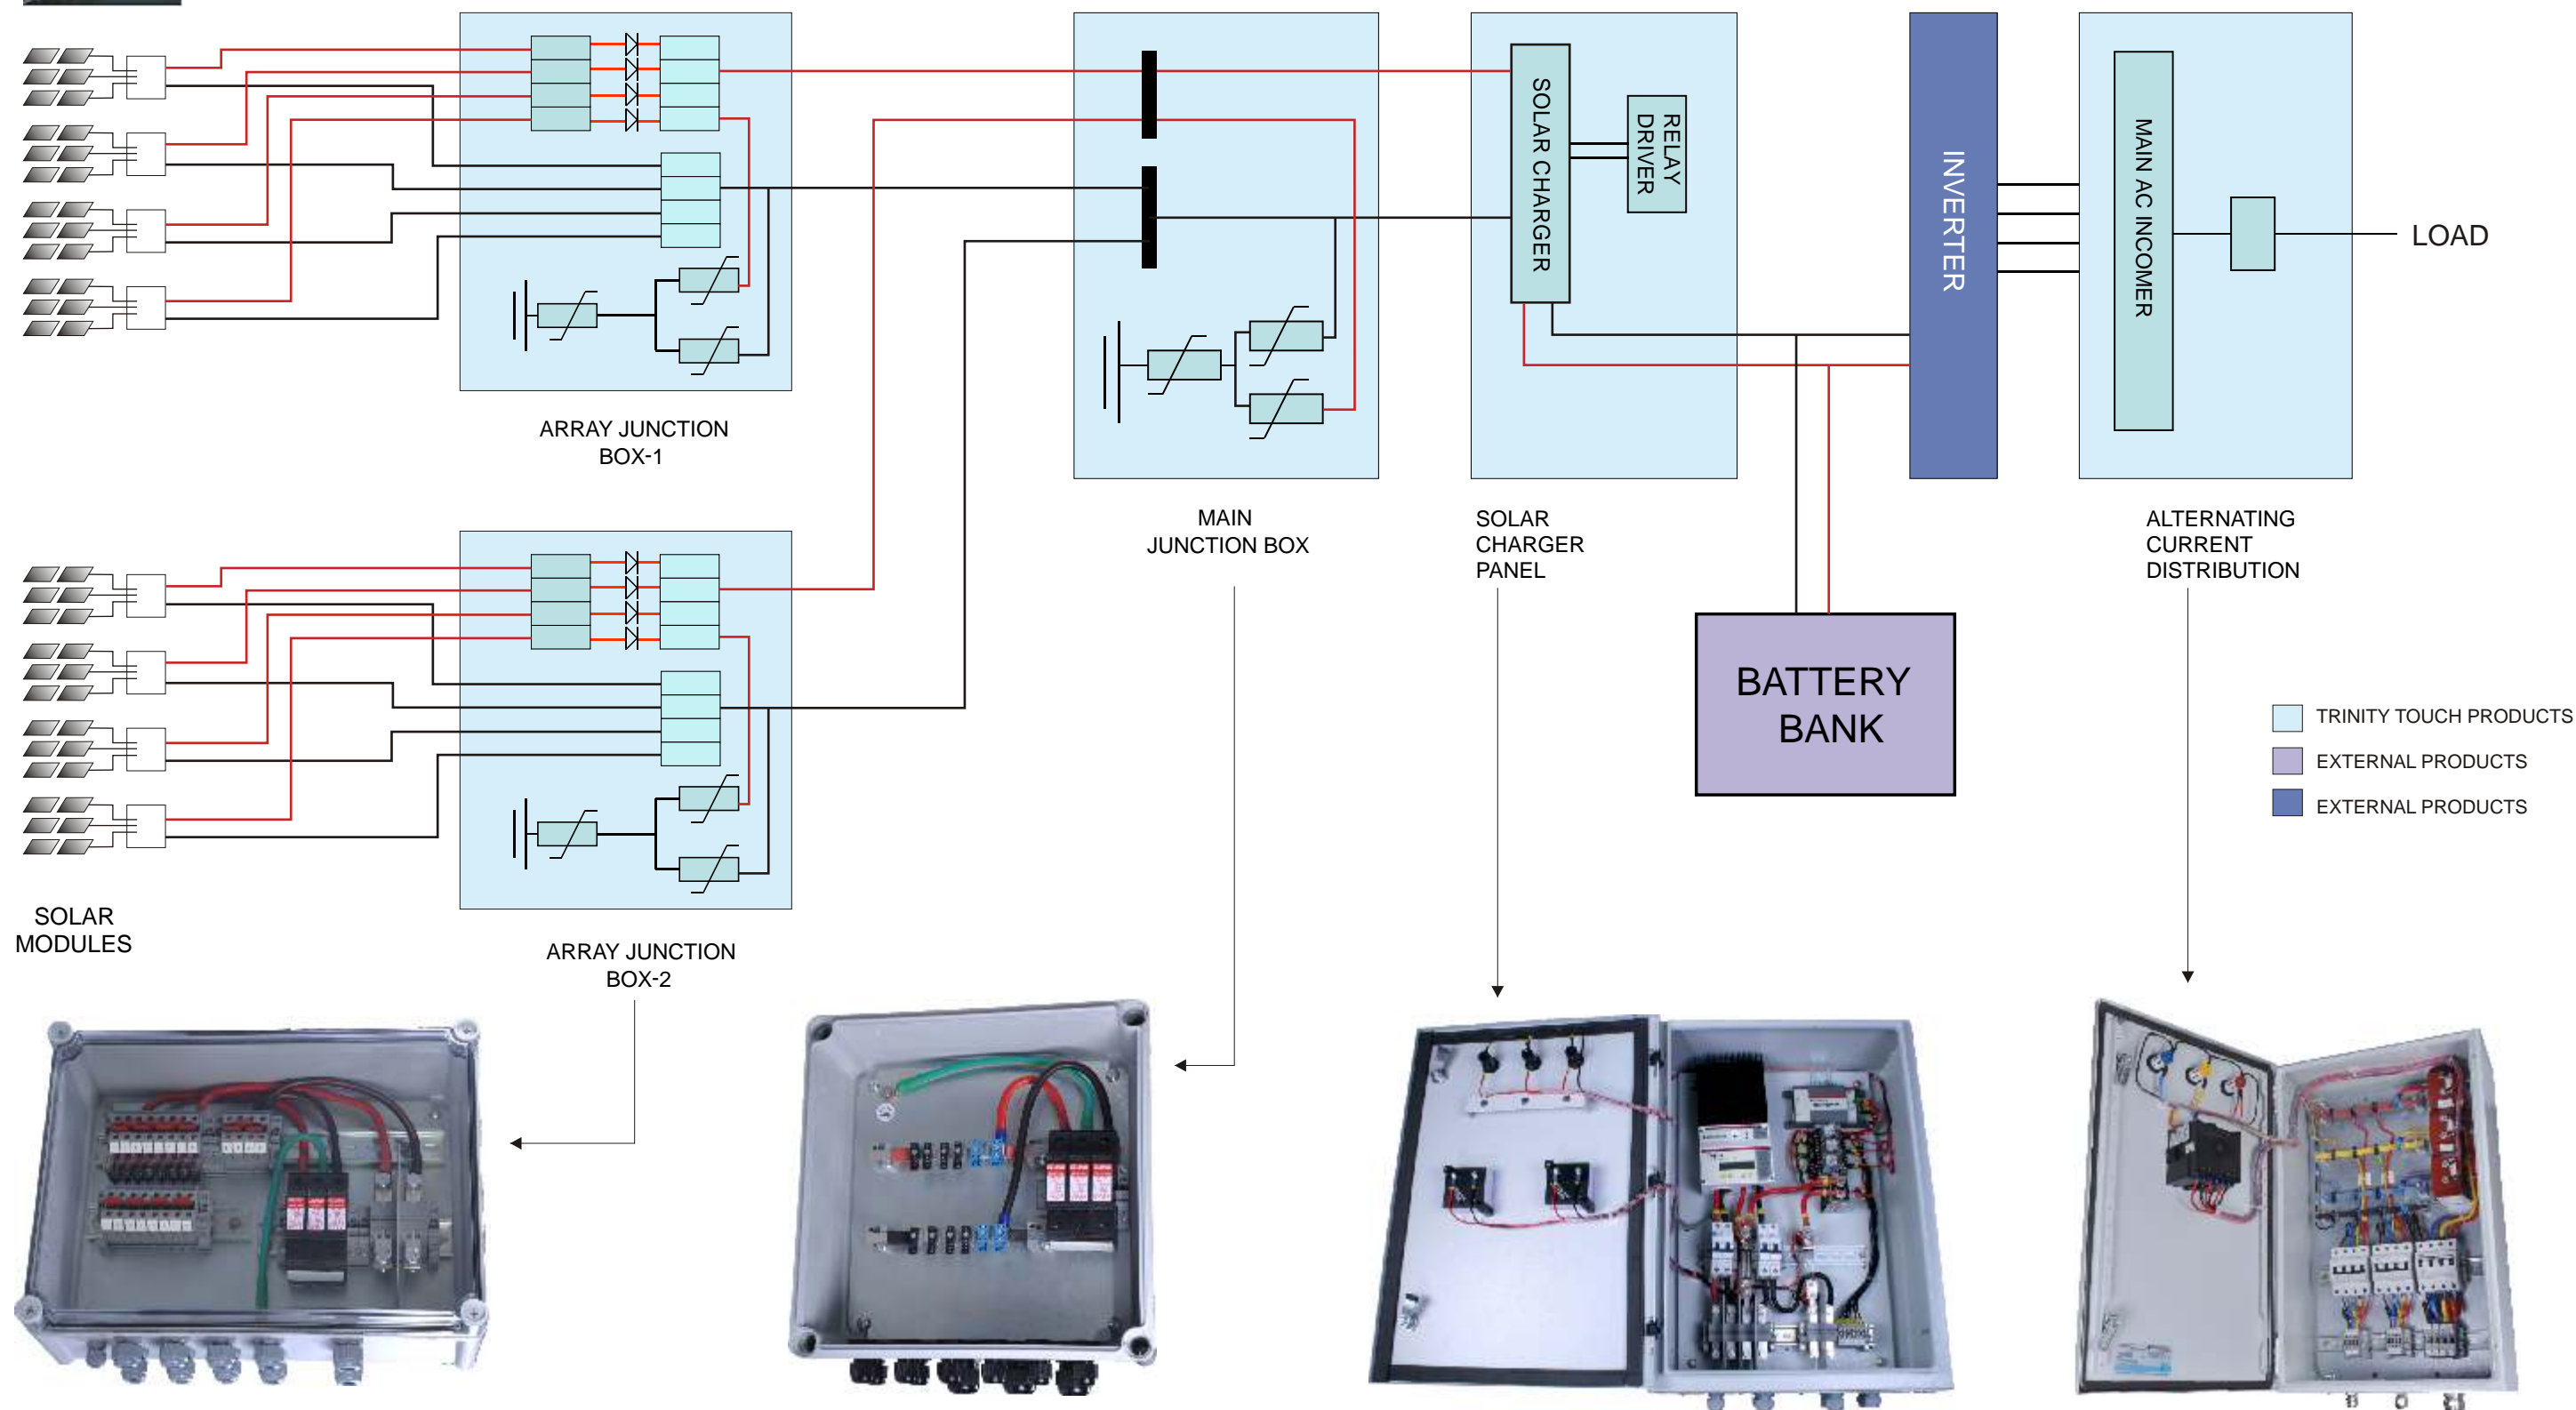 SOLAR CHARGER
RELAY
DRIVER
INVERTER
MAIN AC INCOMER
LOAD
ARRAY JUNCTION
BOX-1
MAIN
JUNCTION BOX
SOLAR
CHARGER
PANEL
ALTERNATING
CURRENT
DISTRIBUTION
BATTERY
BANK
TRINITY TOUCH PRODUCTS
EXTERNAL PRODUCTS
EXTERNAL PRODUCTS
SOLAR
MODULES
ARRAY JUNCTION
BOX-2